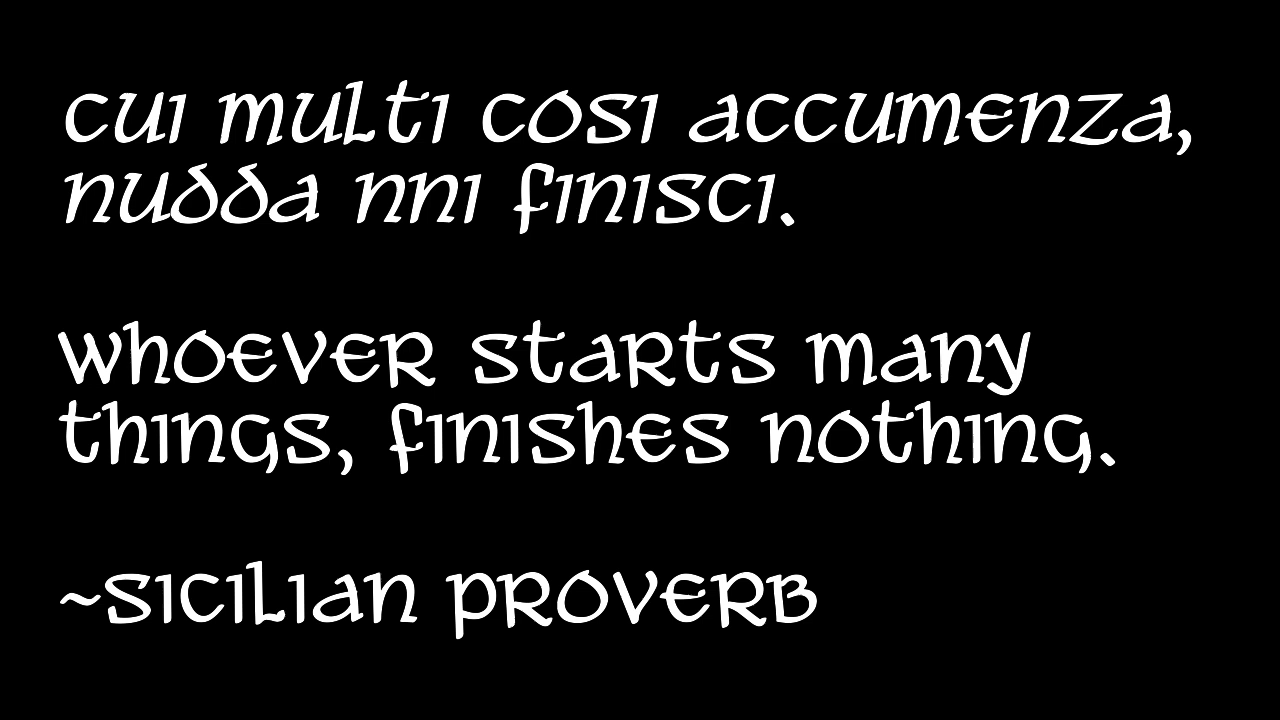 cui multi cosi accumenza,
nudda nni finisci.
whoever starts many
things, finishes nothing.
~sicilian proverb